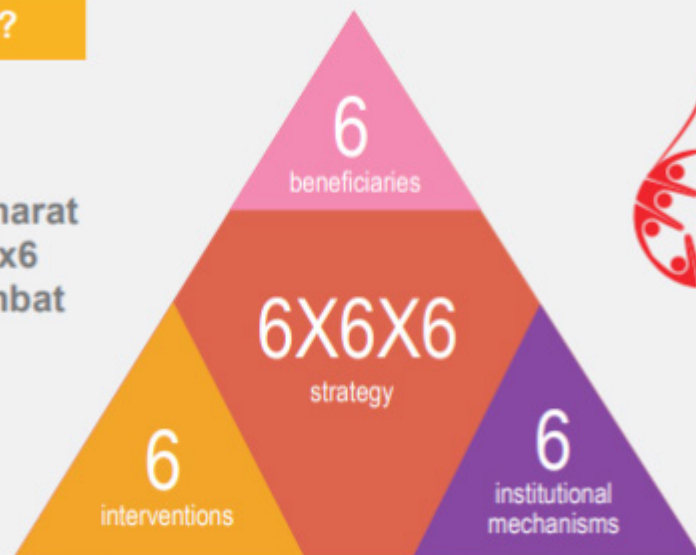 ?
6
beneficiaries
harat
x6
nbat
6X6X6
strategy
6
interventions
6
institutional
mechanisms